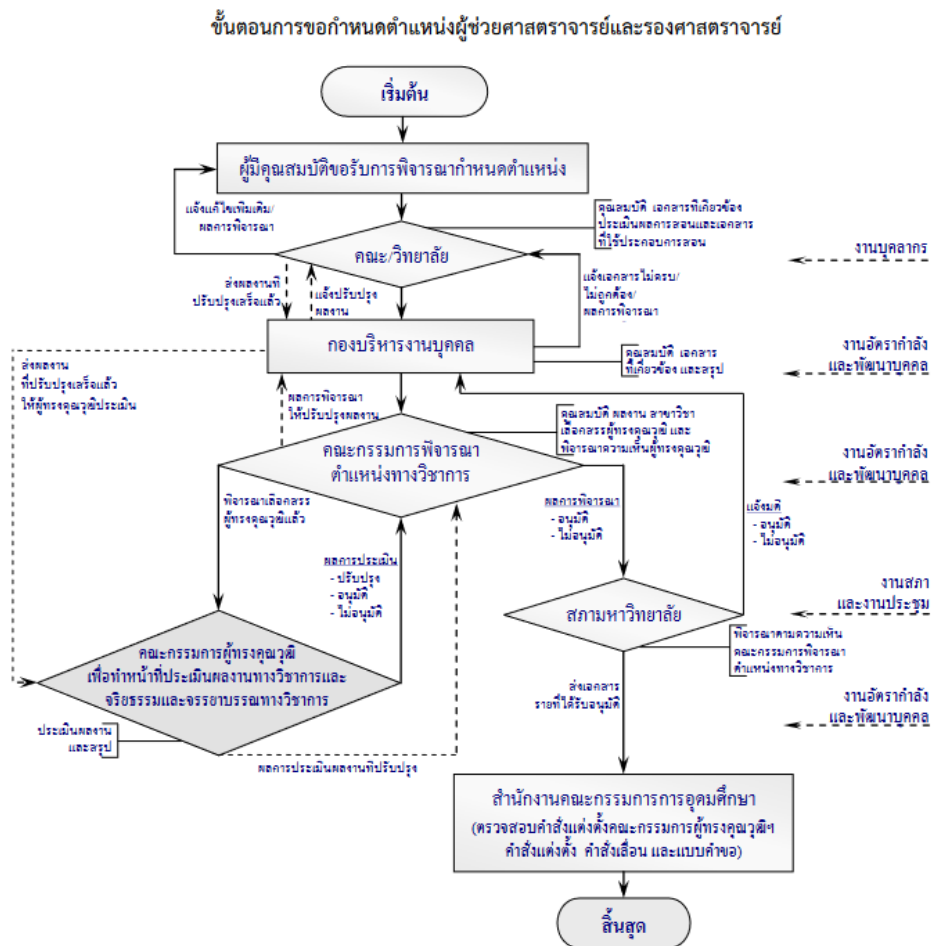 ขั้นตอนการขอกำหนดตำแหน่งผู้ช่วยศาสตราจารย์และรองศาสตราจารย์
เริ่มต้น
ผู้มีคุณสมบัติขอรับการพิจารณากำหนดตำแหน่ง
แจ้งแก้ไขเพิ่มเติม/
ผลการพิจารณา
คุณสมบัติ เอกสารที่เกี่ยวข้อง
ประเมินผลการสอนและเอกสาร
ที่ใช้ประกอบการสอน
คณะ/วิทยาลัย
งานบุคลากร
ส่งผลงานที่
ปรับปรุงเสร็จแล้ว
แจ้งปรับปรุง
ผลงาน
แจ้งเอกสารไม่ครบ/
ไม่ถูกต้อง/
ผลการพิจารณา
กองบริหารงานบุคคล
คุณสมบัติ เอกสาร
ที่เกี่ยวข้อง และสรุป
งานอัตรากำลัง
และพัฒนาบุคคล
ส่งผลงาน
ที่ปรับปรุงเสร็จแล้ว
ให้ผู้ทรงคุณวุฒิประเมิน
ผลการพิจารณา
ให้ปรับปรุงผลงาน
คุณสมบัติ ผลงาน สาขาวิชา
เลือกสรรผู้ทรงคุณวุฒิ และ
พิจารณาความเห็นผู้ทรงคุณวุฒิ
คณะกรรมการพิจารณา
ตำแหน่งทางวิชาการ
งานอัตรากำลัง
และพัฒนาบุคคล
พิจารณาเลือกสรร
ผู้ทรงคุณวุฒิแล้ว
ผลการพิจารณา
- อนุมัติ
- ไม่อนุมัติ
แจ้งมติ
- อนุมัติ
- ไม่อนุมัติ
ผลการประเมิน
- ปรับปรุง
- อนุมัติ
- ไม่อนุมัติ
สภามหาวิทยาลัย
งานสภา
และงานประชุม
พิจารณาตามความเห็น
คณะกรรมการพิจารณา
ตำแหน่งทางวิชาการ
คณะกรรมการผู้ทรงคุณวุฒิ
เพื่อทำหน้าที่ประเมินผลงานทางวิชาการและ
จริยธรรมและจรรยาบรรณทางวิชาการ
ส่งเอกสาร
รายที่ได้รับอนุมัติ
งานอัตรากำลัง
และพัฒนาบุคคล
ประเมินผลงาน
และสรุป
ผลการประเมินผลงานที่ปรับปรุง
สำนักงานคณะกรรมการการอุดมศึกษา
(ตรวจสอบคำสั่งแต่งตั้งคณะกรรมการผู้ทรงคุณวุฒิฯ
คำสั่งแต่งตั้ง คำสั่งเลื่อน และแบบคำขอ)
สิ้นสุด